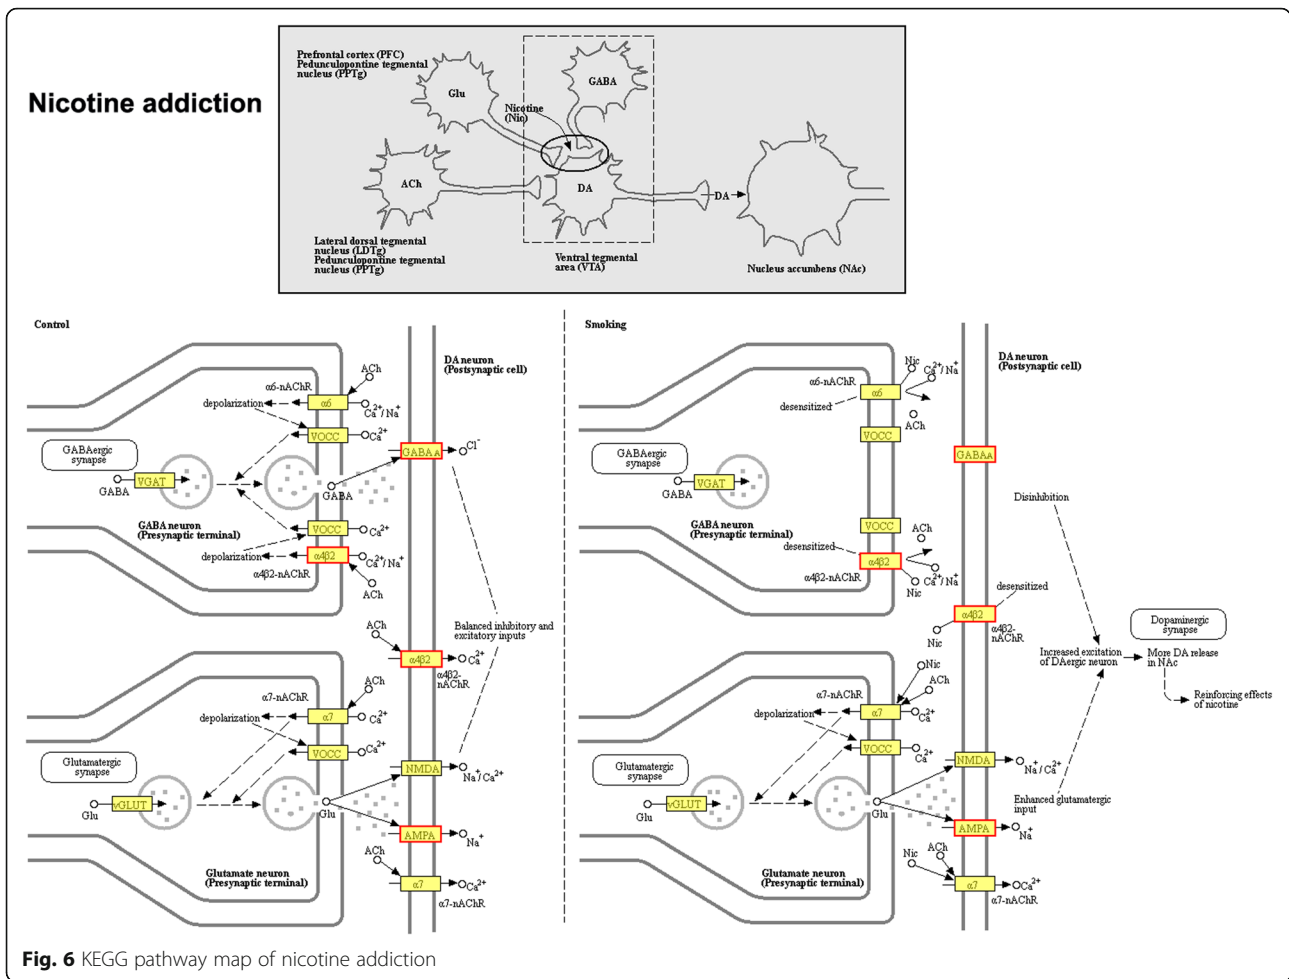 Nicotine addiction
Prefrontal cortex (PFC)
Pedunculopontine tegmental
nucleus (PPTg)
Glu
GABA
Nicotine
(Nic)
ACh
DA
DA
Lateral dorsal tegmental
nucleus (LDTg)
Pedunculopontine tegmental
nucleus (PPTg)
Ventral tegmental
area (VTA)
Nucleus accumbens (NAc)
Control
DA neuron
(Postsynaptic cell)
ACh
α6-nAChR
α6
depolarization
Ca2+/Na+
VOCC
Ca2+
GABAergic
synapse
GABAA
Cl-
VGAT
GABA
GABA
GABA neuron
(Presynaptic terminal)
VOCC
Ca2+
depolarization
α4β2
Ca2+/Na+
α4β2-nAChR
ACh
ACh
Balanced inhibitory and
excitatory inputs
α4β2
Ca2+
α4β2-
nAChR
ACh
α7-nAChR
α7
Ca2+
depolarization
VOCC
Ca2+
Glutamatergic
synapse
NMDA
Na+/Ca2+
vGLUT
Glu
Glu
AMPA
Na+
ACh
Glutamate neuron
(Presynaptic terminal)
α7
Ca2+
α7-nAChR
Smoking
DA neuron
(Postsynaptic cell)
Nic
Ca2+/Na+
α6-nAChR
α6
desensitized
ACh
VOCC
GABAergic
synapse
GABAA
VGAT
GABA
Disinhibition
GABA neuron
(Presynaptic terminal)
VOCC
ACh
desensitized
α4β2
Ca2+/Na+
α4β2-nAChR
Nic
desensitized
α4β2
Nic
α4β2-
nAChR
Dopaminergic
synapse
Increased excitation
of DAergic neuron
More DA release
in NAc
Reinforcing effects
of nicotine
Nic
ACh
α7-nAChR
α7
Ca2+
depolarization
VOCC
Ca2+
Glutamatergic
synapse
NMDA
Na+/Ca2+
vGLUT
Glu
Glu
Enhanced glutamatergic
input
AMPA
Na+
Nic
ACh
Glutamate neuron
(Presynaptic terminal)
α7
Ca2+
α7-nAChR
Fig. 6 KEGG pathway map of nicotine addiction